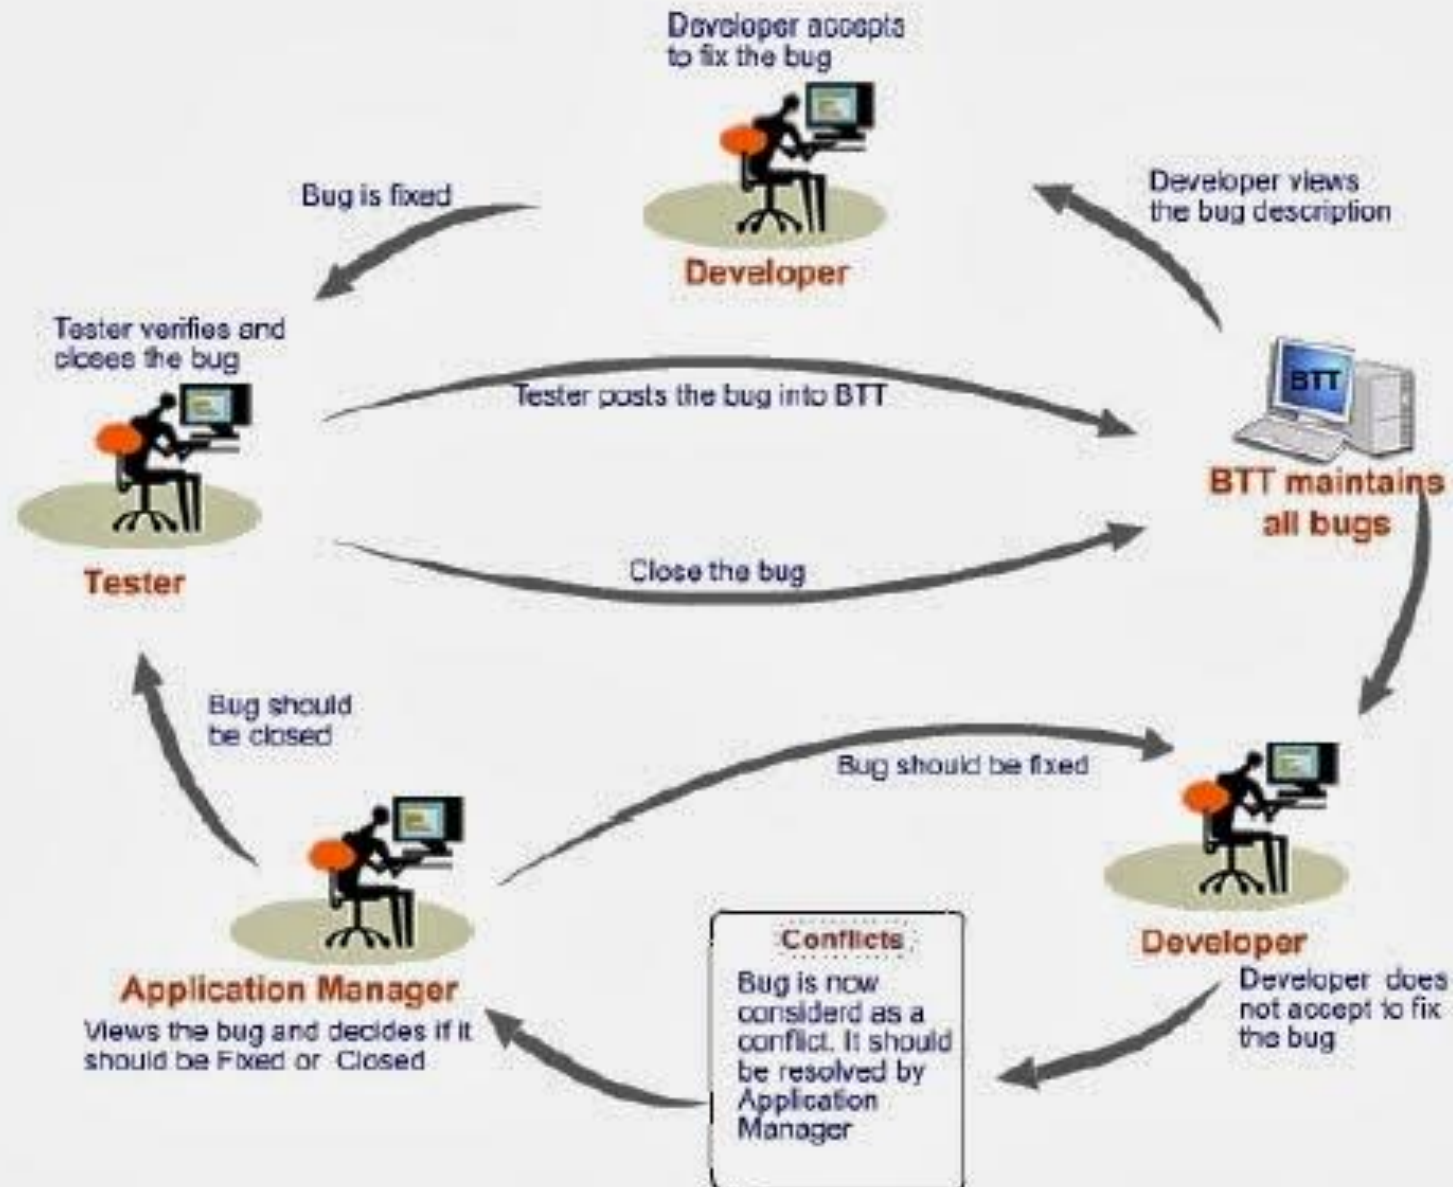 Developer accepts
to fix the bug
Bug is fixed
Developer views
the bug description
Developer
Tester verifies and
closes the bug
Tester posts the bug into BTT
BTT
BTT maintains
all bugs
Close the bug
Tester
Bug should
be closed
Bug should be fixed
Application Manager
Views the bug and decides if it
should be Fixed or Closed
Conflicts
Bug is now
considerd as a
conflict. It should
be resolved by
Application
Manager
Developer
Developer does
not accept to fix
the bug